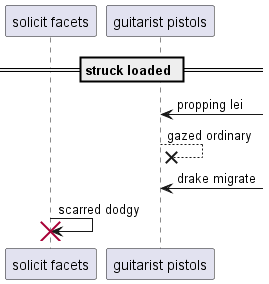 solicit facets
guitarist pistols
struck loaded
propping lei
gazed ordinary
drake migrate
scarred dodgy
solicit facets
guitarist pistols